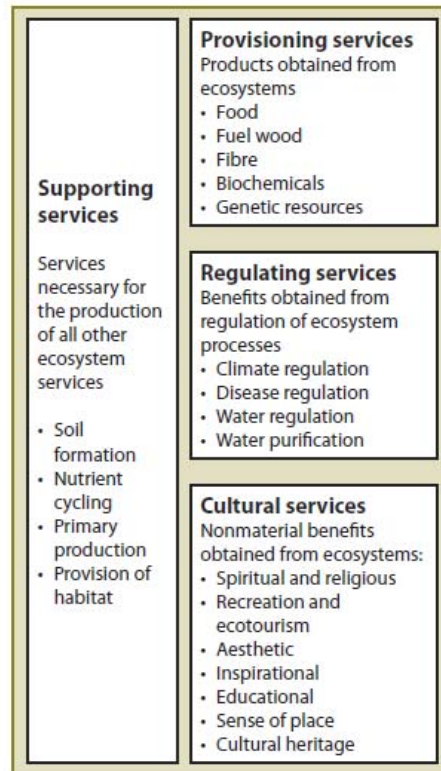 Supporting
services
Services
necessary for
the production
of all other
ecosystem
services
• Soil
formation
• Nutrient
cycling
• Primary
production
• Provision of
habitat
Provisioning services
Products obtained from
ecosystems
• Food
• Fuel wood
• Fibre
• Biochemicals
• Genetic resources
Regulating services
Benefits obtained from
regulation of ecosystem
processes
• Climate regulation
• Disease regulation
• Water regulation
• Water purification
Cultural services
Nonmaterial benefits
obtained from ecosystems:
• Spiritual and religious
• Recreation and
ecotourism
• Aesthetic
• Inspirational
• Educational
• Sense of place
• Cultural heritage